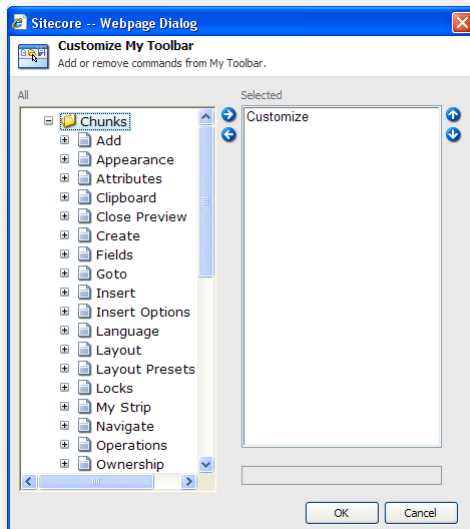 Sitecore -- Webpage Dialog
Customize My Toolbar
Add or remove commands from My Toolbar.
All
Selected
Chunks
Customize
Add
Appearance
Attributes
Clipboard
Close Preview
Create
Fields
Goto
Insert
Insert Options
Language
Layout
Layout Presets
Locks
My Strip
Navigate
Operations
Ownership
OK
Cancel